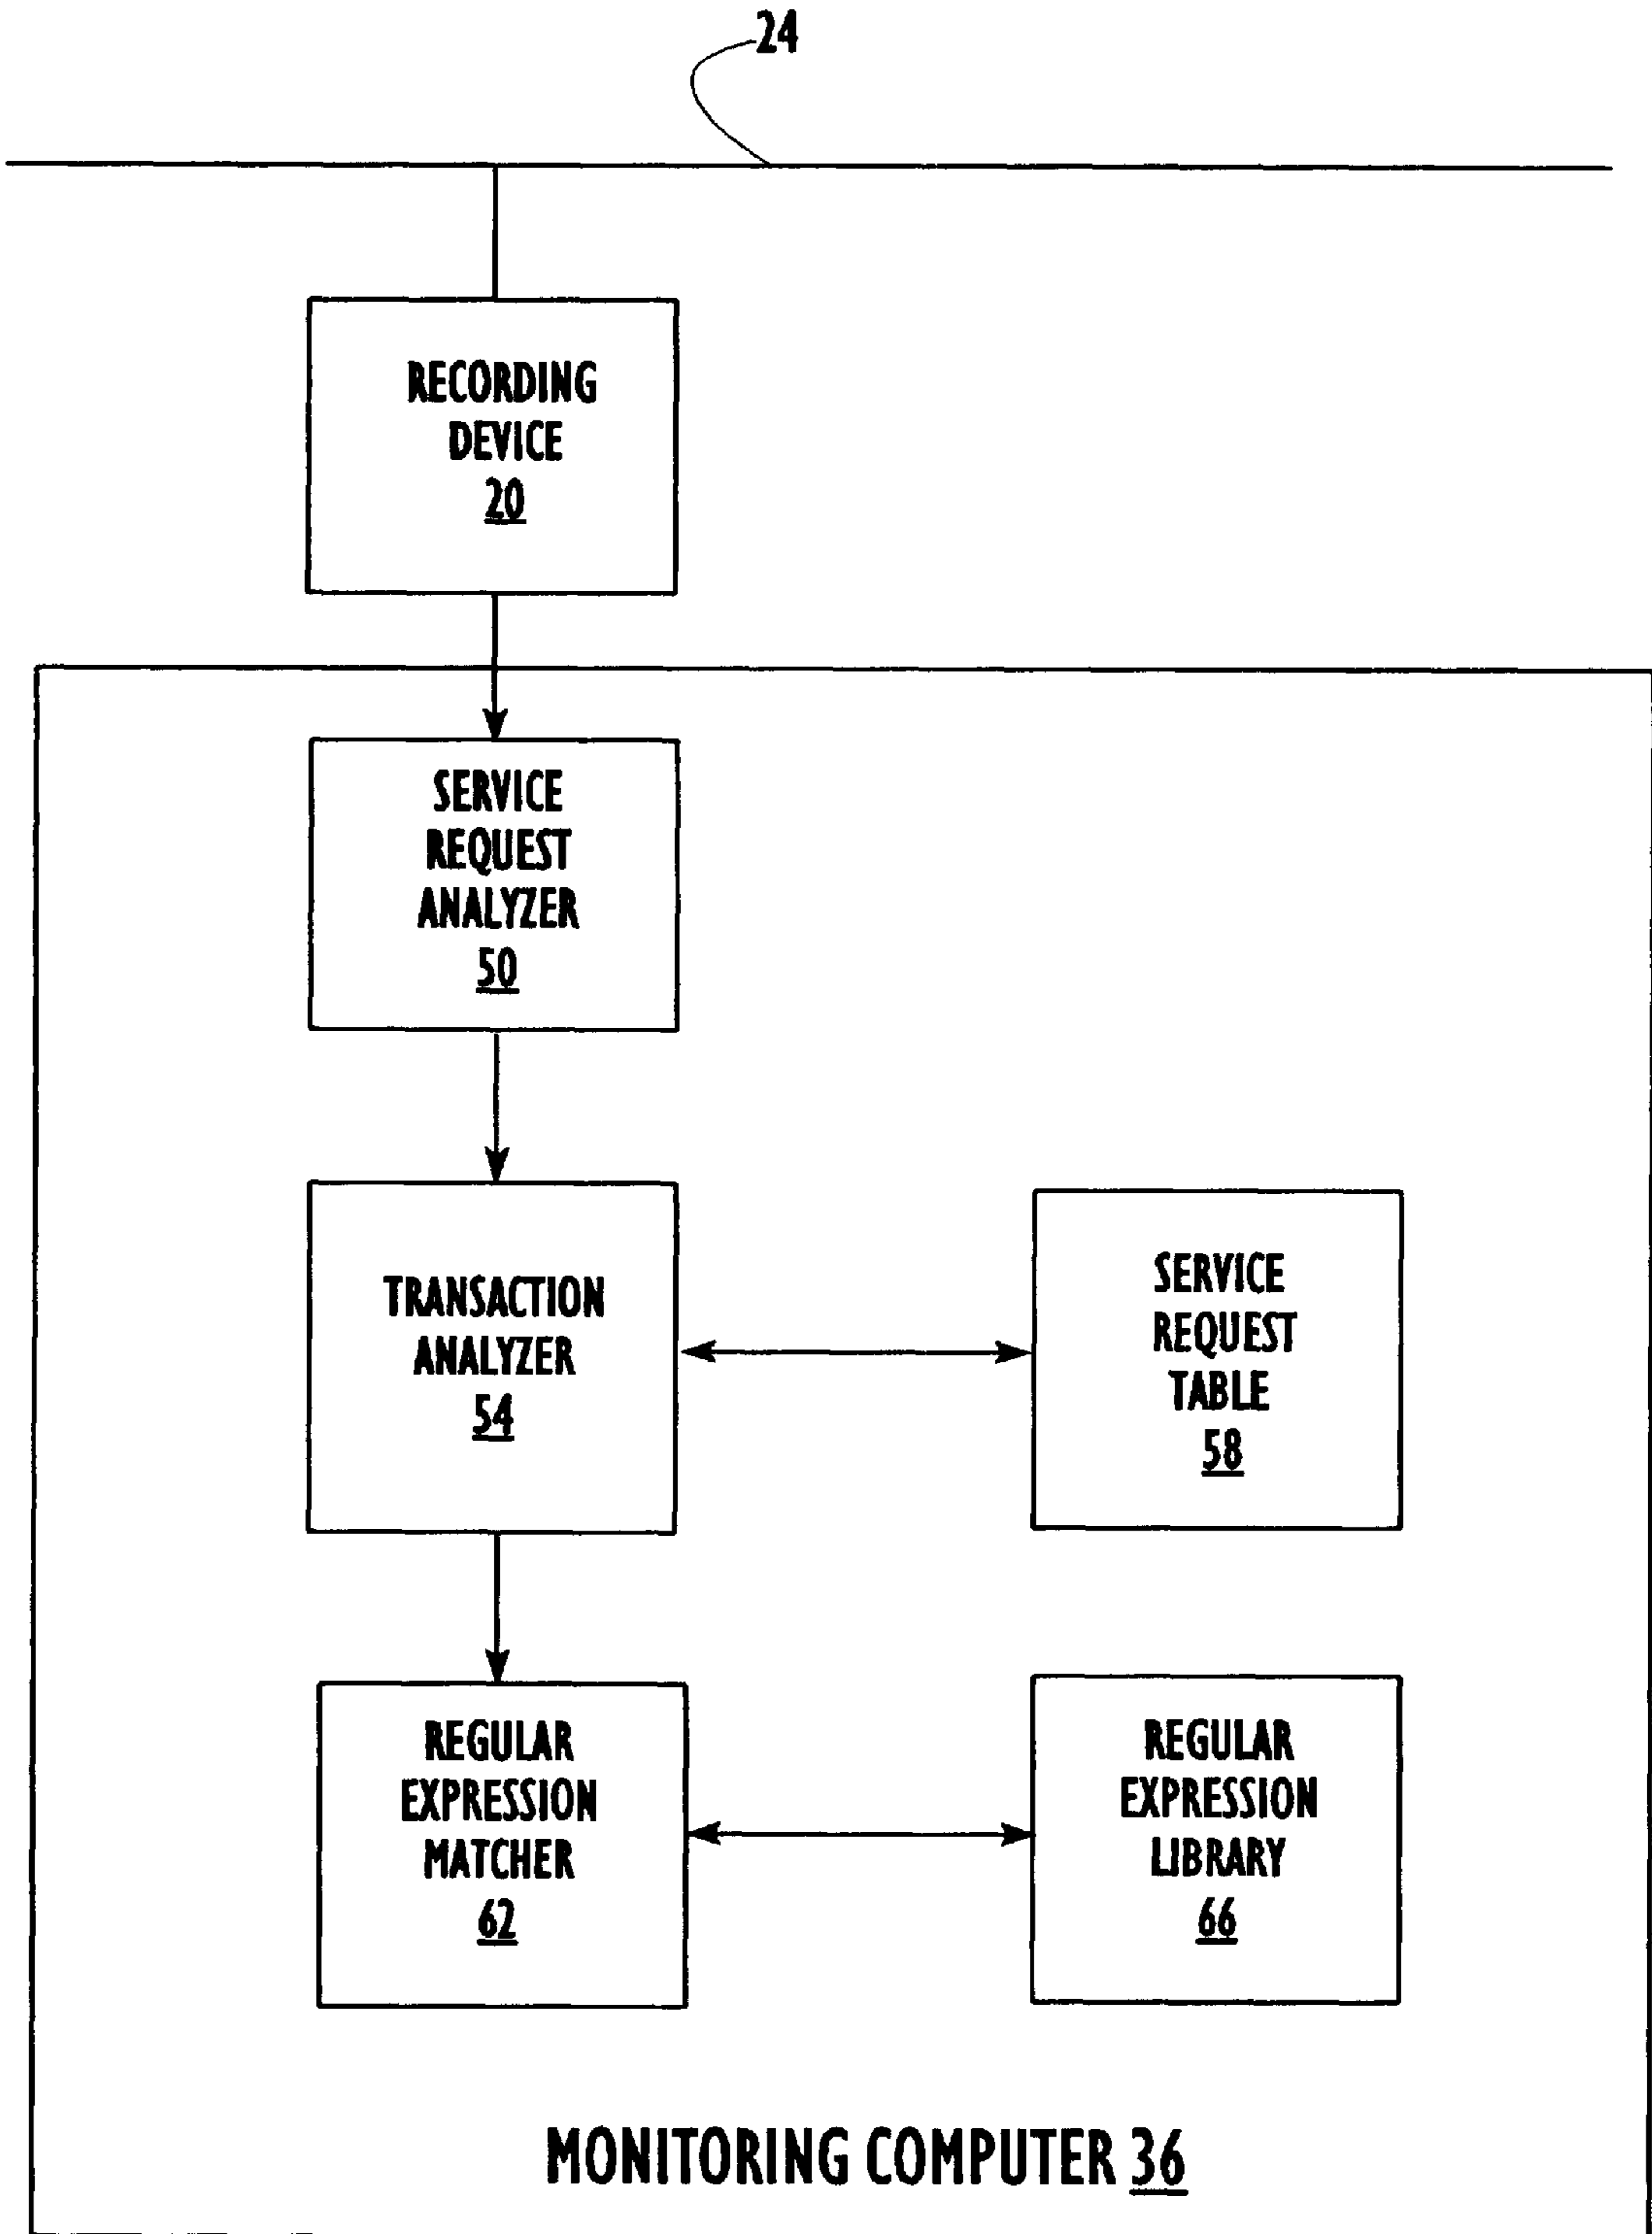 24
RECORDING
DEVICE
20
SERVICE
REQUEST
ANALYZER
50
TRANSACTION
ANALYZER
54
SERVICE
REQUEST
TABLE
58
REGULAR
EXPRESSION
MATCHER
62
REGULAR
EXPRESSION
LIBRARY
66
MONITORING COMPUTER 36